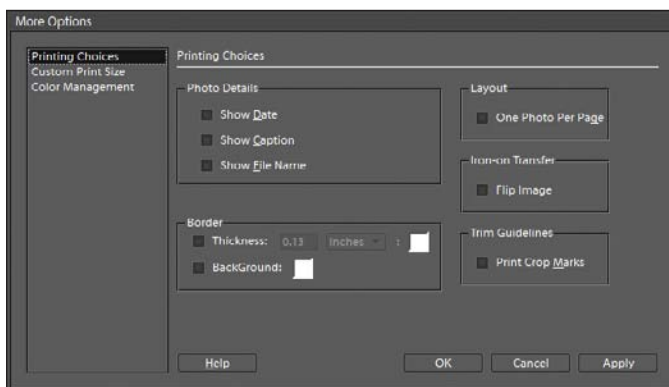 More Options
Printing Choices
Custom Print Size
Color Management
Printing Choices
Photo Details
Show Date
Show Caption
Show File Name
Border
Thickness: 0.13 Inches :
BackGround:
Layout
One Photo Per Page
Iron-on Transfer
Flip Image
Trim Guidelines
Print Crop Marks
Help OK Cancel Apply